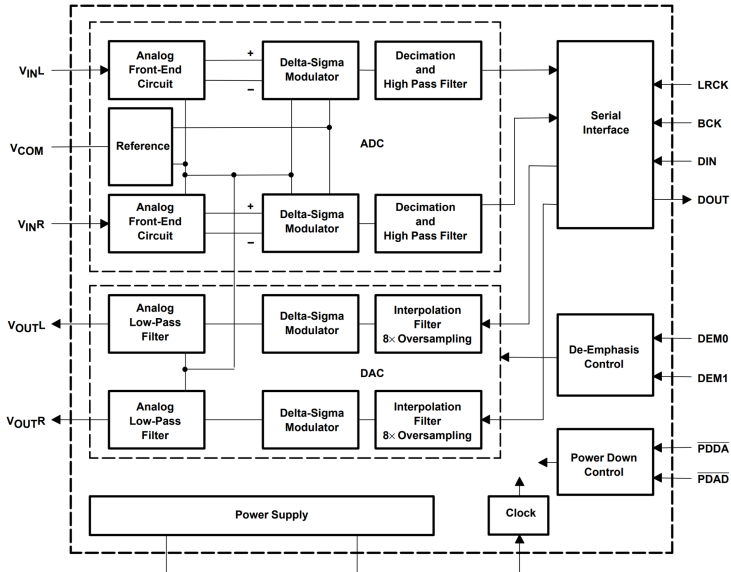 Analog
Front-End
Circuit
+
−
Delta-Sigma
Modulator
Decimation
and
High Pass Filter
VINL
Serial
Interface
LRCK
BCK
DIN
DOUT
VCOM
Reference
ADC
VINR
Analog
Front-End
Circuit
+
−
Delta-Sigma
Modulator
Decimation
and
High Pass Filter
VOUTL
Analog
Low-Pass
Filter
Delta-Sigma
Modulator
Interpolation
Filter
8× Oversampling
De-Emphasis
Control
DEM0
DEM1
DAC
VOUTR
Analog
Low-Pass
Filter
Delta-Sigma
Modulator
Interpolation
Filter
8× Oversampling
Power Down
Control
PDDA
PDAD
Power Supply
Clock